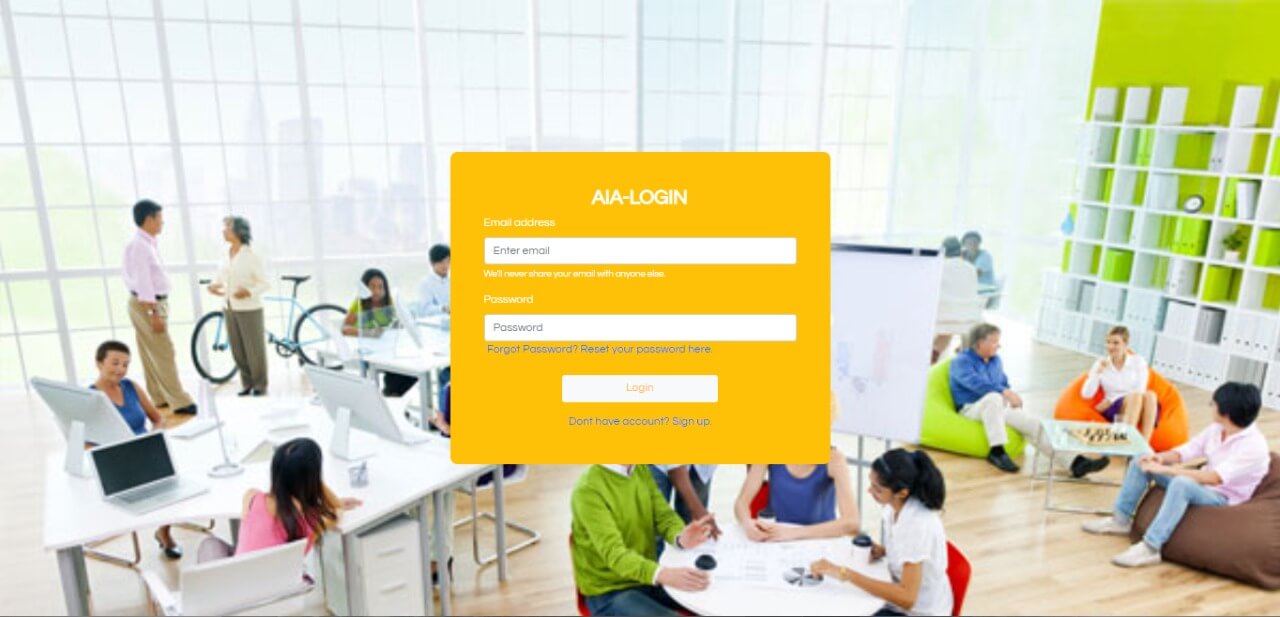 AIA-LOGIN
Email address
Enter email
We'll never share your email with anyone else.
Password
Password
Forgot Password? Reset your password here.
Login
Dont have account? Sign up.